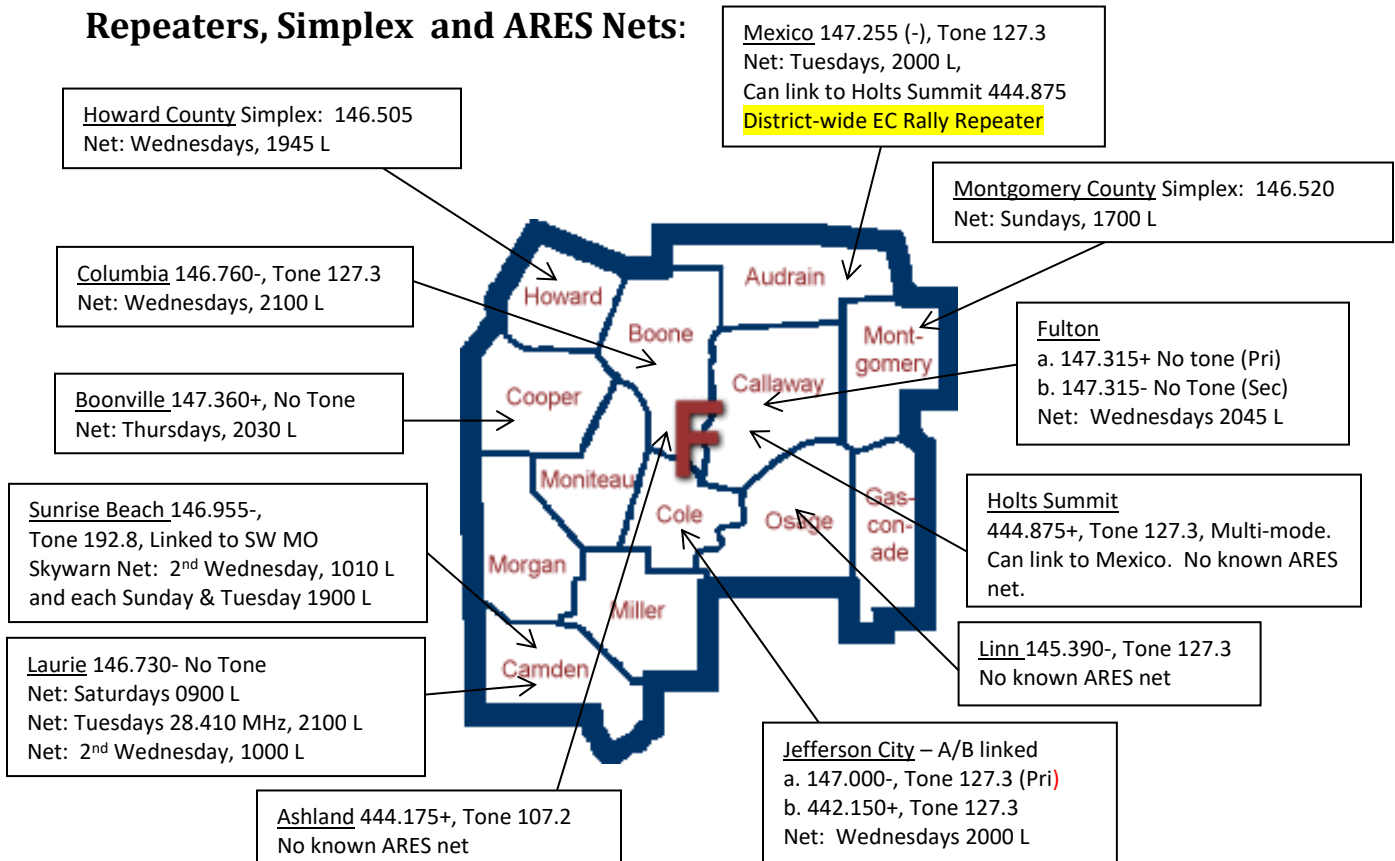 Repeaters, Simplex and ARES Nets:
Mexico 147.255 (-), Tone 127.3
Net: Tuesdays, 2000 L,
Can link to Holts Summit 444.875
District-wide EC Rally Repeater
Howard County Simplex: 146.505
Net: Wednesdays, 1945 L
Montgomery County Simplex: 146.520
Net: Sundays, 1700 L
Columbia 146.760-, Tone 127.3
Net: Wednesdays, 2100 L
Fulton
a. 147.315+ No tone (Pri)
b. 147.315- No Tone (Sec)
Net: Wednesdays 2045 L
Boonville 147.360+, No Tone
Net: Thursdays, 2030 L
Sunrise Beach 146.955-,
Tone 192.8, Linked to SW MO
Skywarn Net: 2nd Wednesday, 1010 L
and each Sunday & Tuesday 1900 L
Holts Summit
444.875+, Tone 127.3, Multi-mode.
Can link to Mexico. No known ARES
net.
Laurie 146.730- No Tone
Net: Saturdays 0900 L
Net: Tuesdays 28.410 MHz, 2100 L
Net: 2nd Wednesday, 1000 L
Linn 145.390-, Tone 127.3
No known ARES net
Jefferson City – A/B linked
a. 147.000-, Tone 127.3 (Pri)
b. 442.150+, Tone 127.3
Net: Wednesdays 2000 L
Ashland 444.175+, Tone 107.2
No known ARES net
Audrain
Howard
Boone
Mont-
gomery
Callaway
Cooper
F
Moniteau
Cole
Osage
Gas-
con-
ade
Morgan
Miller
Camden